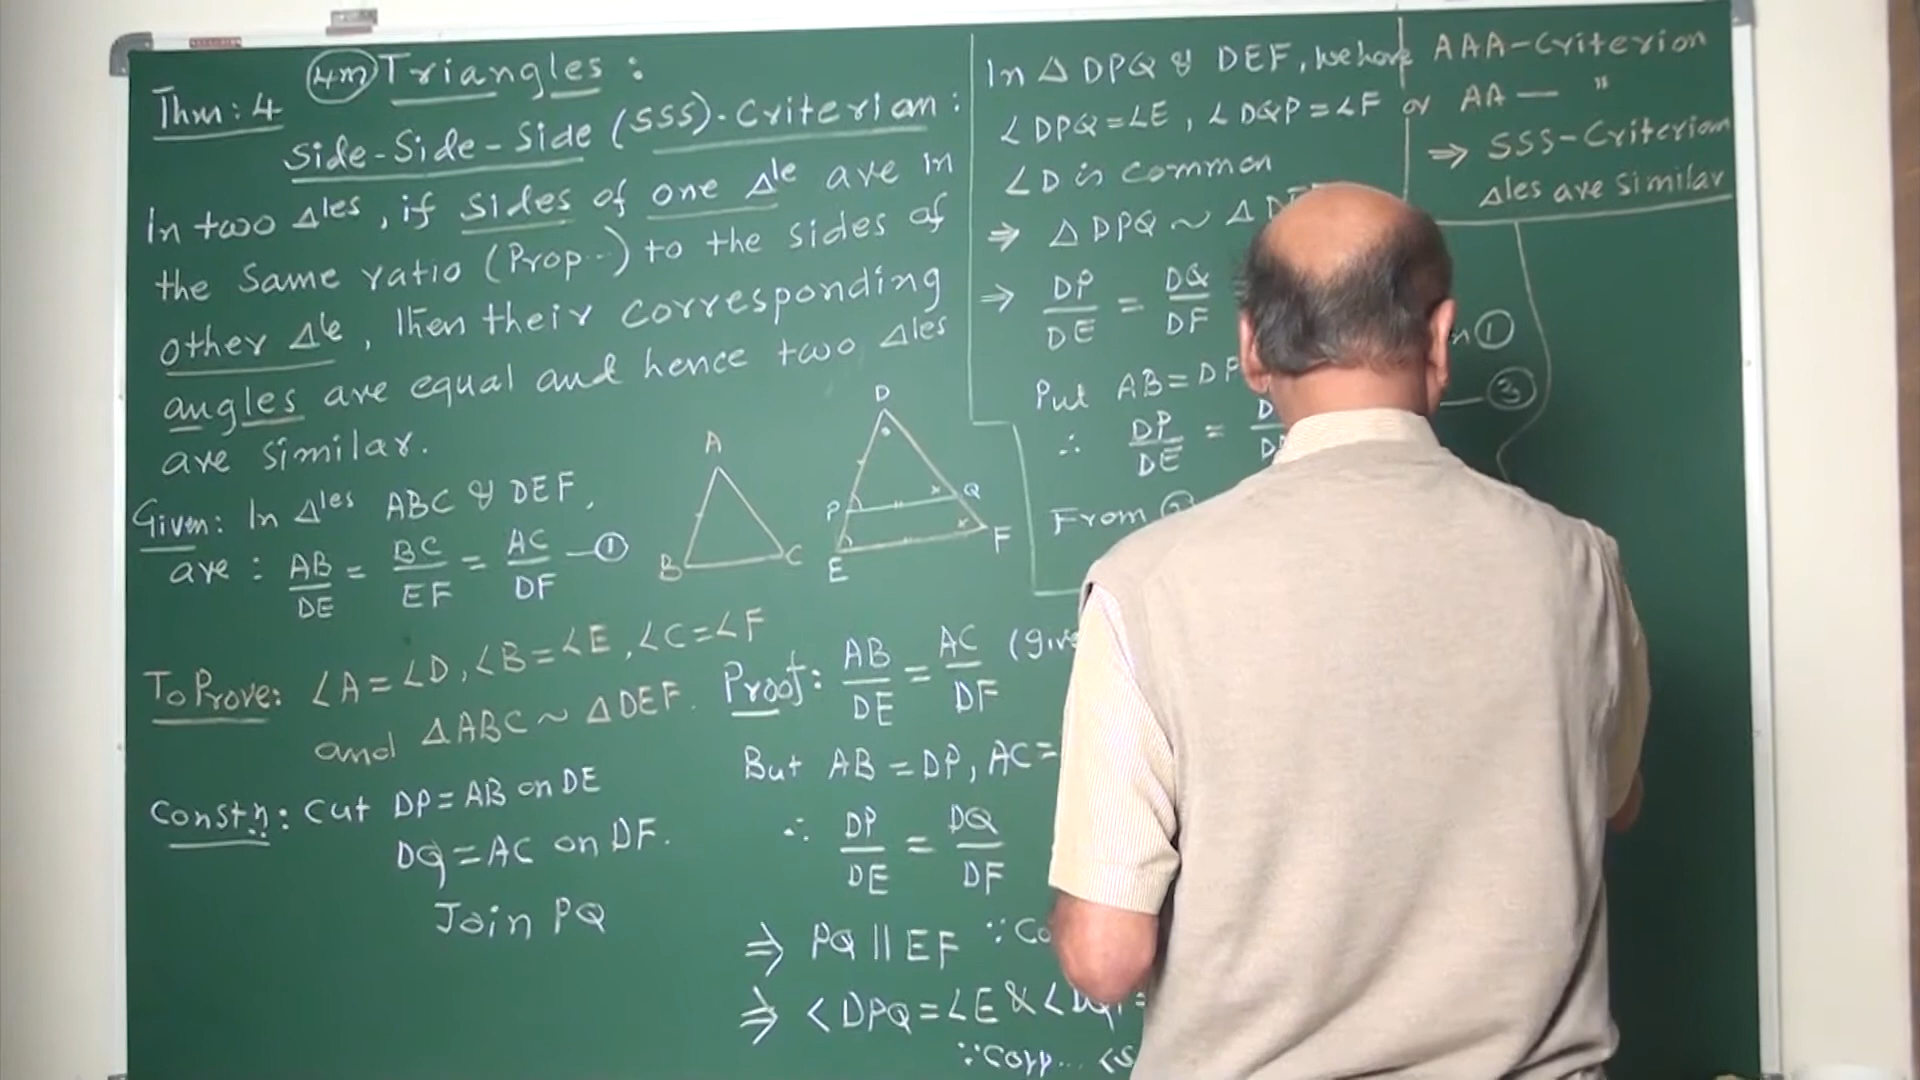 4m Triangles :
Thm: 4
Side-Side-Side (SSS)-Criterian :
In two Δles, if sides of one Δle are in
the same ratio (Prop...) to the sides of
other Δle, then their corresponding
angles are equal and hence two Δles
are similar.
Given: In Δles ABC & DEF,
are : AB/DE = BC/EF = AC/DF —①
To Prove: ∠A=∠D, ∠B=∠E, ∠C=∠F
and ΔABC ~ ΔDEF.
Constn: Cut DP=AB on DE
DQ=AC on DF.
Join PQ
A
B
C
D
P
Q
E
F
Proof: AB/DE = AC/DF
But AB=DP, AC=
∴ DP/DE = DQ/DF
⇒ PQ || EF ∵
⇒ ∠DPQ=∠E &
∵Corr...
In Δ DPQ & DEF, we have
∠DPQ=∠E, ∠DQP=∠F
∠D is common
⇒ Δ DPQ ~ Δ
⇒ DP/DE = DQ/DF
①
Put AB=DP
③
∴ DP/DE =
From
AAA-Criterion
or AA— "
⇒ SSS-Criteriom
Δles are similar